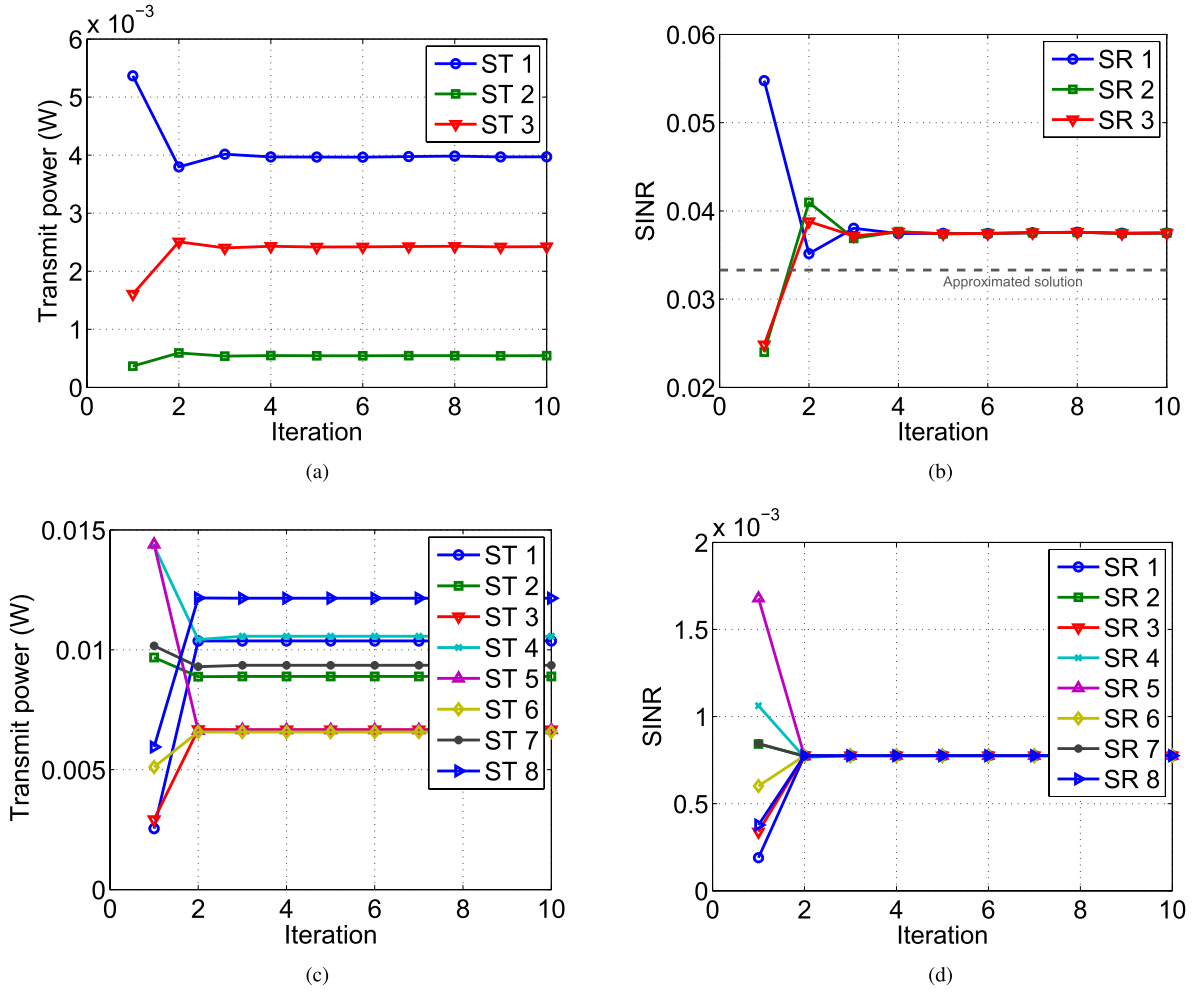 x 10⁻³
6
5
4
3
2
1
0
0 2 4 6 8 10
Transmit power (W)
Iteration
ST 1
ST 2
ST 3
(a)
0.06
0.05
0.04
0.03
0.02
0 2 4 6 8 10
SINR
Iteration
SR 1
SR 2
SR 3
Approximated solution
(b)
0.015
0.01
0.005
0
0 2 4 6 8 10
Transmit power (W)
Iteration
ST 1
ST 2
ST 3
ST 4
ST 5
ST 6
ST 7
ST 8
(c)
x 10⁻³
2
1.5
1
0.5
0
0 2 4 6 8 10
SINR
Iteration
SR 1
SR 2
SR 3
SR 4
SR 5
SR 6
SR 7
SR 8
(d)